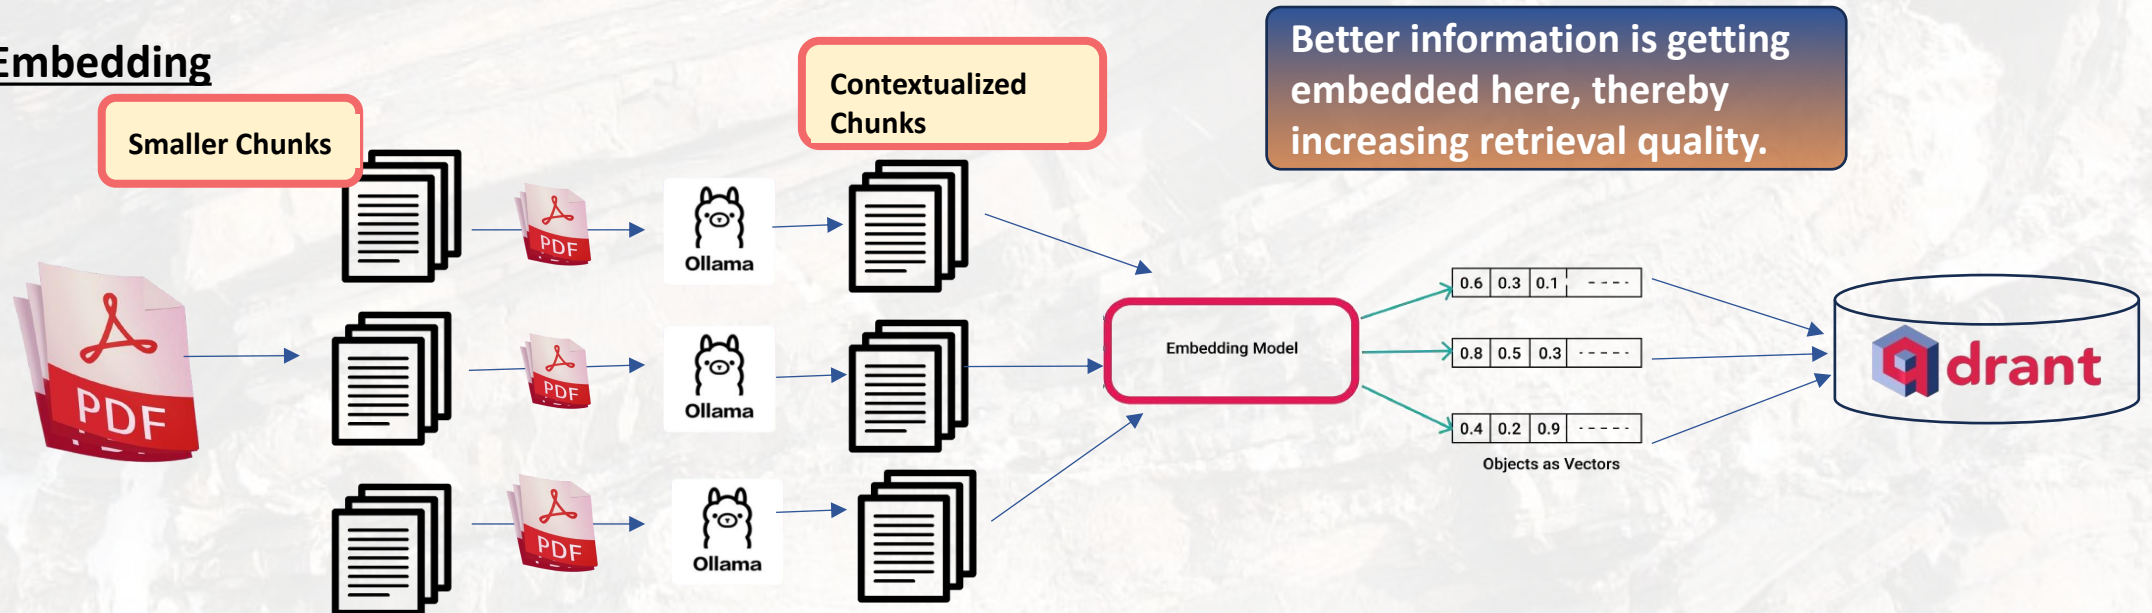 Embedding
Smaller Chunks
Contextualized
Chunks
Better information is getting
embedded here, thereby
increasing retrieval quality.
PDF
PDF
Ollama
PDF
Ollama
PDF
Ollama
Embedding Model
0.6 0.3 0.1 - - - -
0.8 0.5 0.3 - - - - -
0.4 0.2 0.9 - - - - -
Objects as Vectors
qdrant